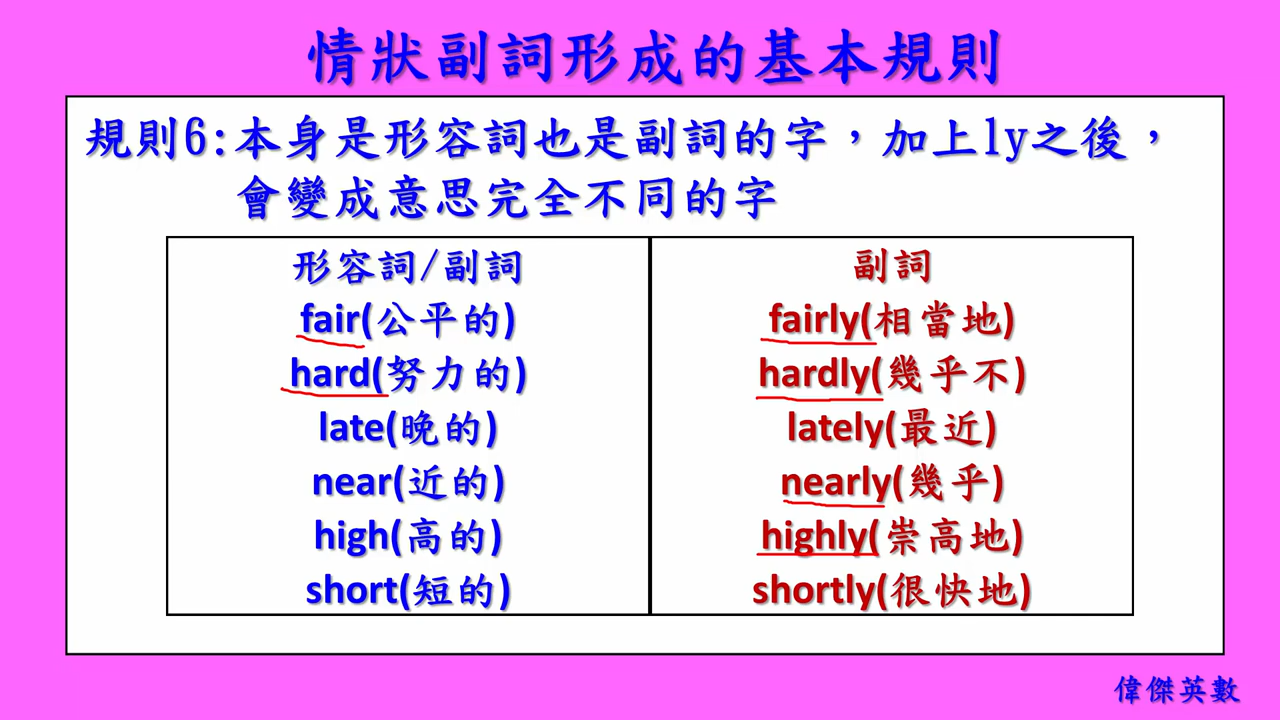 情狀副詞形成的基本規則
規則6:本身是形容詞也是副詞的字，加上ly之後，
會變成意思完全不同的字
形容詞/副詞
fair(公平的)
hard(努力的)
late(晚的)
near(近的)
high(高的)
short(短的)
副詞
fairly(相當地)
hardly(幾乎不)
lately(最近)
nearly(幾乎)
highly(崇高地)
shortly(很快地)
偉傑英數